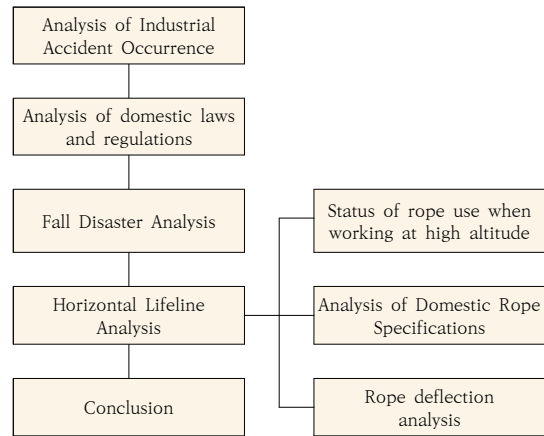 Analysis of Industrial
Accident Occurrence
Analysis of domestic laws
and regulations
Fall Disaster Analysis
Horizontal Lifeline
Analysis
Conclusion
Status of rope use when
working at high altitude
Analysis of Domestic Rope
Specifications
Rope deflection
analysis